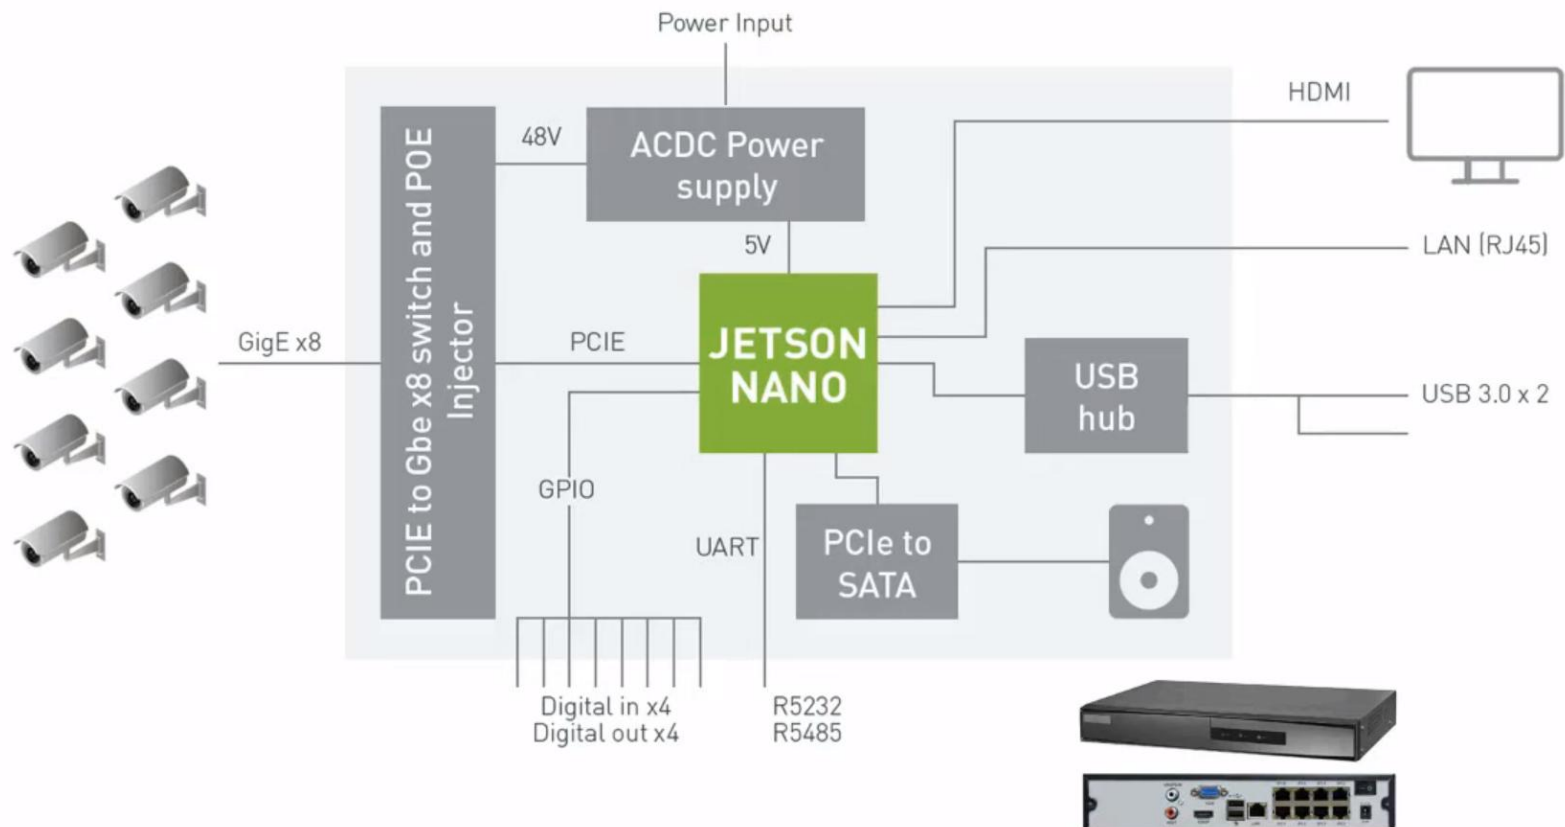 Power Input
HDMI
48V
ACDC Power
supply
5V
LAN (RJ45)
PCIE to Gbe x8 switch and POE
Injector
GigE x8
PCIE
JETSON
NANO
USB
hub
USB 3.0 x 2
GPIO
UART
PCIe to
SATA
Digital in x4
Digital out x4
R5232
R5485